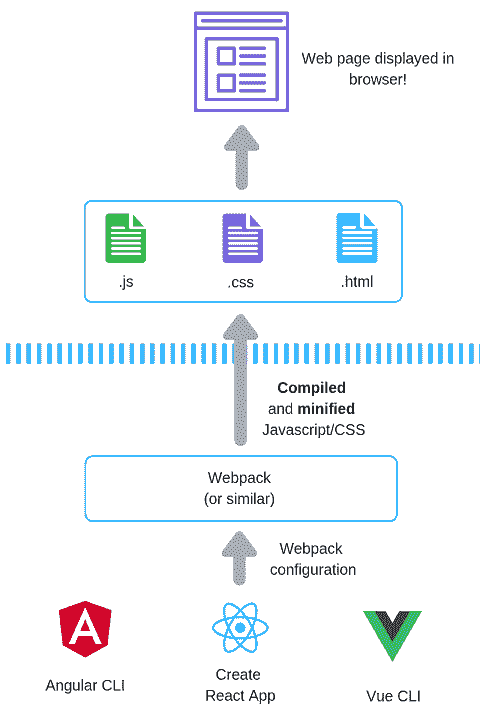 Web page displayed in
browser!
.js
.css
.html
Compiled
and minified
Javascript/CSS
Webpack
(or similar)
Webpack
configuration
Angular CLI
Create
React App
Vue CLI